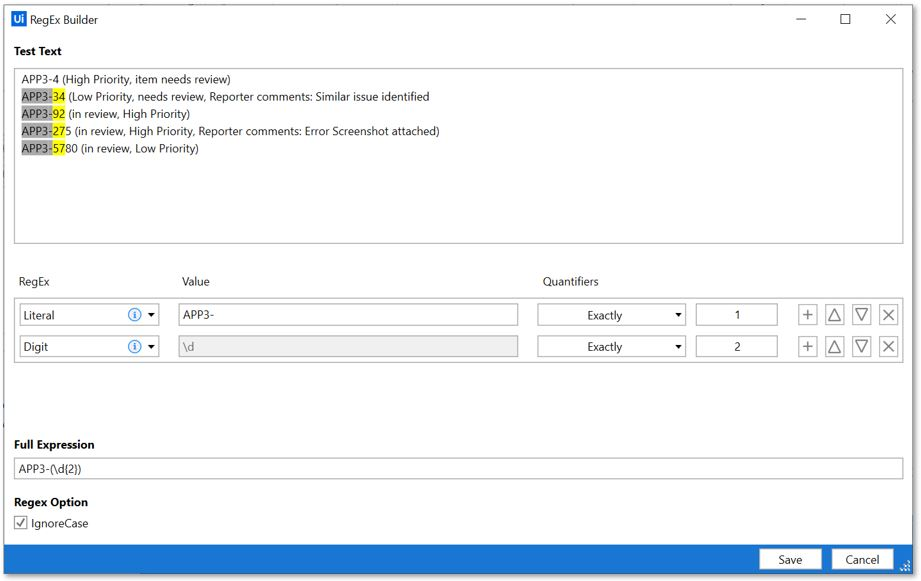 Ui RegEx Builder
Test Text
APP3-4 (High Priority, item needs review)
APP3-34 (Low Priority, needs review, Reporter comments: Similar issue identified
APP3-92 (in review, High Priority)
APP3-275 (in review, High Priority, Reporter comments: Error Screenshot attached)
APP3-5780 (in review, Low Priority)
RegEx Value Quantifiers
Literal i APP3- Exactly 1
Digit i \d Exactly 2
Full Expression
APP3-(\d{2})
Regex Option
IgnoreCase
Save Cancel